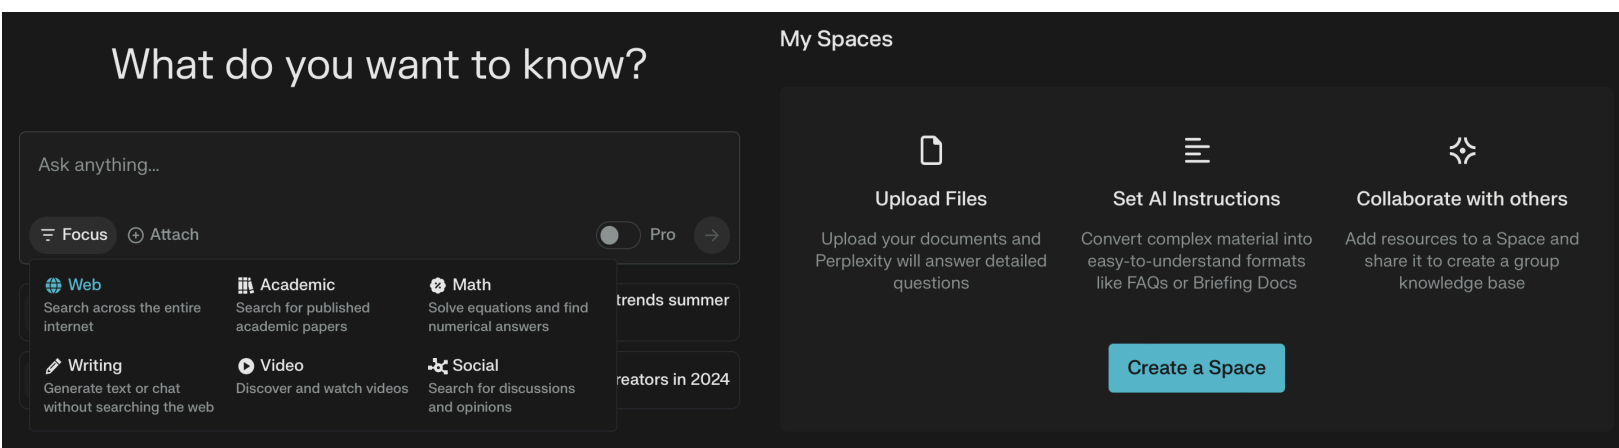 What do you want to know?
Ask anything...
Focus
Attach
Pro
Web
Search across the entire
internet
Academic
Search for published
academic papers
Math
Solve equations and find
numerical answers
Writing
Generate text or chat
without searching the web
Video
Discover and watch videos
Social
Search for discussions
and opinions
trends summer
in 2024
My Spaces
Upload Files
Upload your documents and
Perplexity will answer detailed
questions
Set AI Instructions
Convert complex material into
easy-to-understand formats
like FAQs or Briefing Docs
Collaborate with others
Add resources to a Space and
share it to create a group
knowledge base
Create a Space